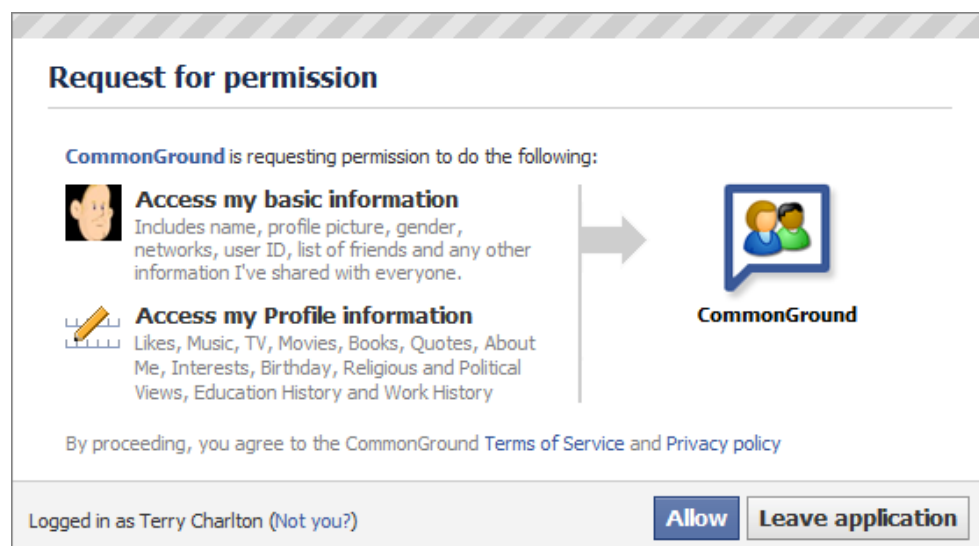 Request for permission
CommonGround is requesting permission to do the following:
Access my basic information
Includes name, profile picture, gender,
networks, user ID, list of friends and any other
information I've shared with everyone.
Access my Profile information
Likes, Music, TV, Movies, Books, Quotes, About
Me, Interests, Birthday, Religious and Political
Views, Education History and Work History
CommonGround
By proceeding, you agree to the CommonGround Terms of Service and Privacy policy
Logged in as Terry Charlton (Not you?)
Allow
Leave application